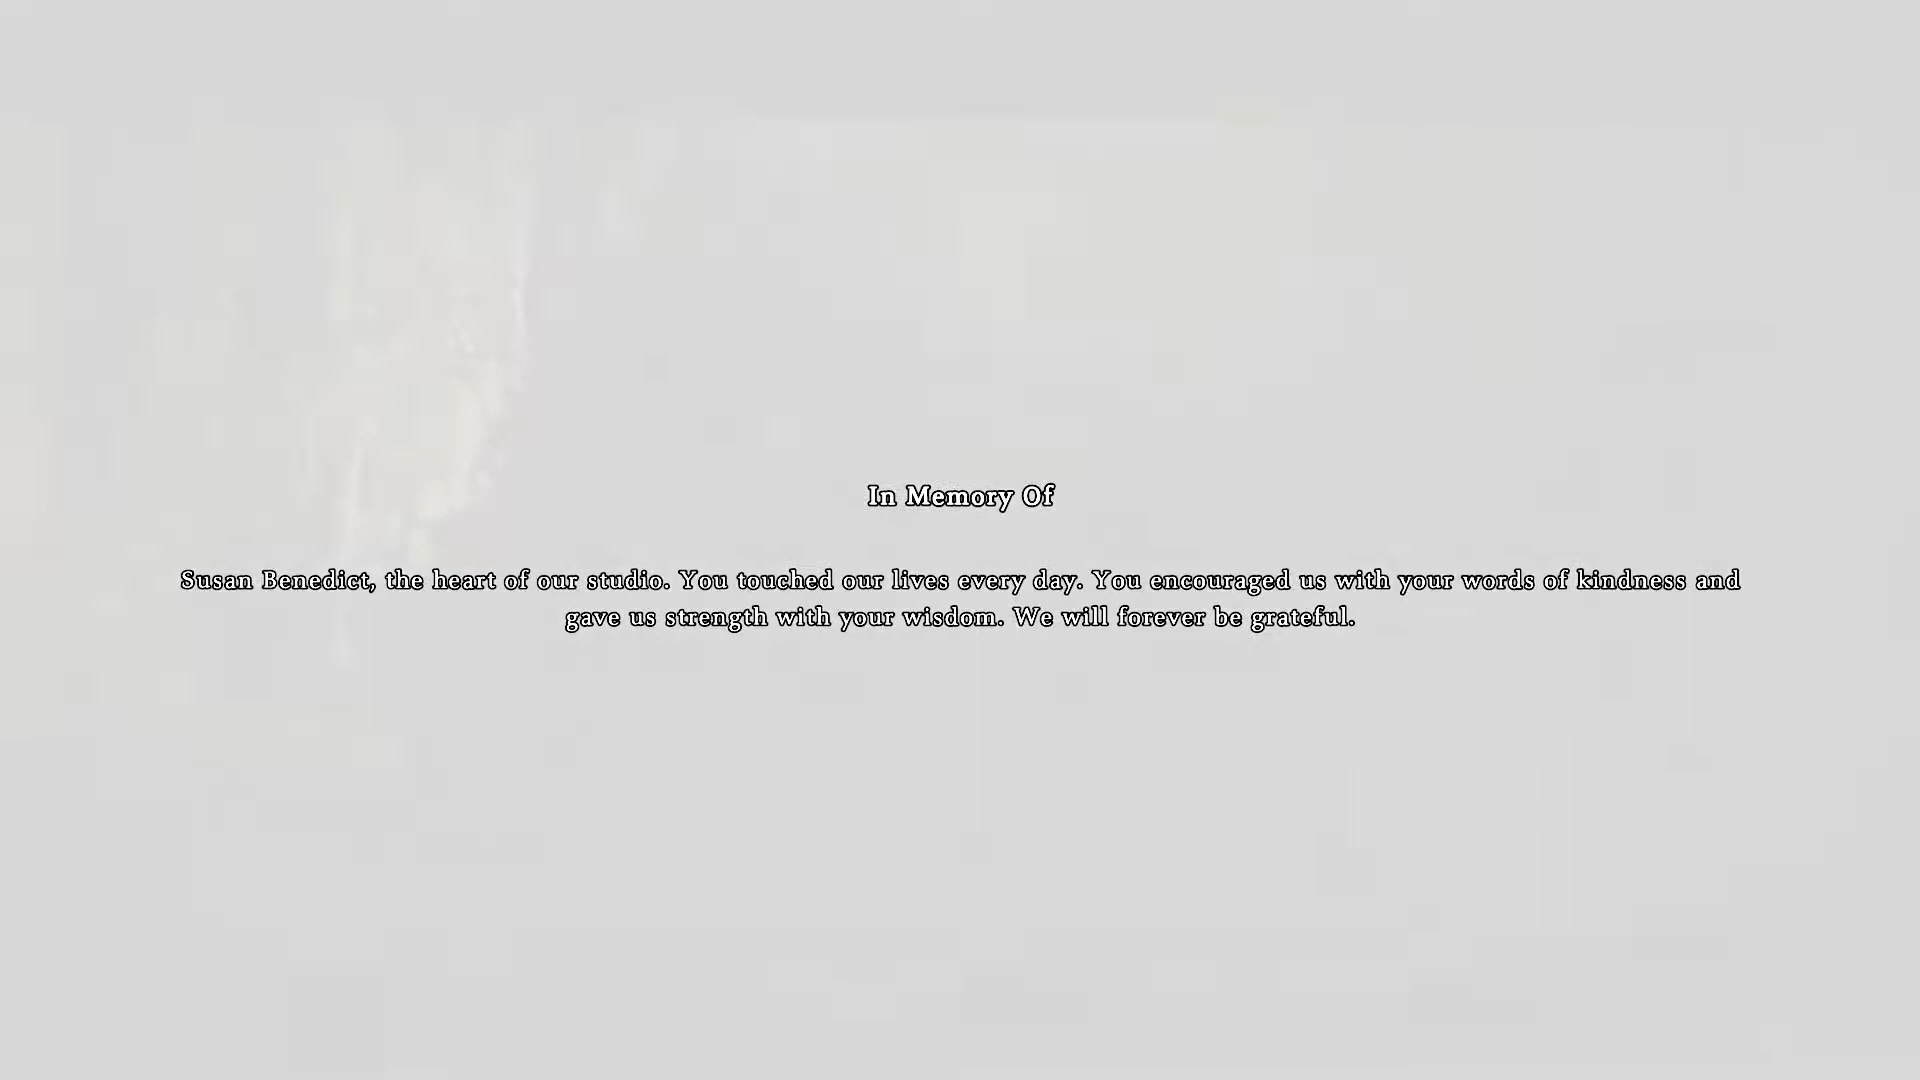 In Memory Of
Susan Benedict, the heart of our studio. You touched our lives every day. You encouraged us with your words of kindness and
gave us strength with your wisdom. We will forever be grateful.